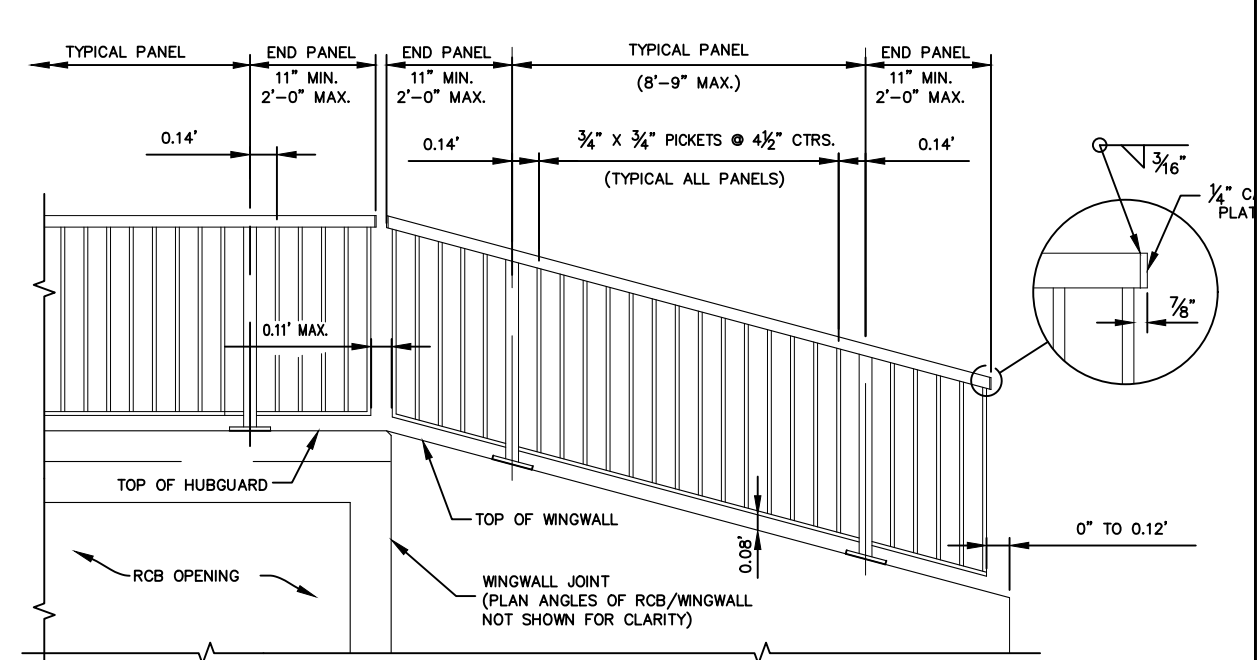 TYPICAL PANEL
END PANEL
11" MIN.
2'-0" MAX.
END PANEL
11" MIN.
2'-0" MAX.
TYPICAL PANEL
(8'-9" MAX.)
END PANEL
11" MIN.
2'-0" MAX.
0.14'
0.14'
3/4" X 3/4" PICKETS @ 4 1/2" CTRS.
(TYPICAL ALL PANELS)
0.14'
3/16"
1/4"
7/8"
0.11' MAX.
TOP OF HUBGUARD
TOP OF WINGWALL
0.08'
0" TO 0.12'
RCB OPENING
WINGWALL JOINT
(PLAN ANGLES OF RCB/WINGWALL
NOT SHOWN FOR CLARITY)